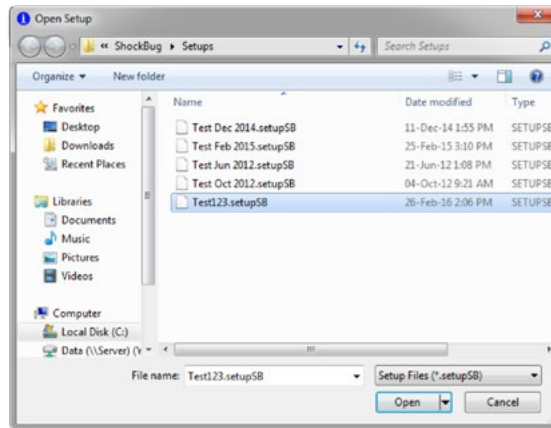 Open Setup
« ShockBug ▸ Setups
Search Setups
Organize ▾ New folder
Name Date modified Type
Favorites
Desktop
Downloads
Recent Places
Libraries
Documents
Music
Pictures
Videos
Computer
Local Disk (C:)
Data (\\Server) (Y
Test Dec 2014.setupSB 11-Dec-14 1:55 PM SETUPSB
Test Feb 2015.setupSB 25-Feb-15 3:10 PM SETUPSB
Test Jun 2012.setupSB 21-Jun-12 1:08 PM SETUPSB
Test Oct 2012.setupSB 04-Oct-12 9:21 AM SETUPSB
Test123.setupSB 26-Feb-16 2:06 PM SETUPSB
File name: Test123.setupSB Setup Files (*.setupSB)
Open Cancel